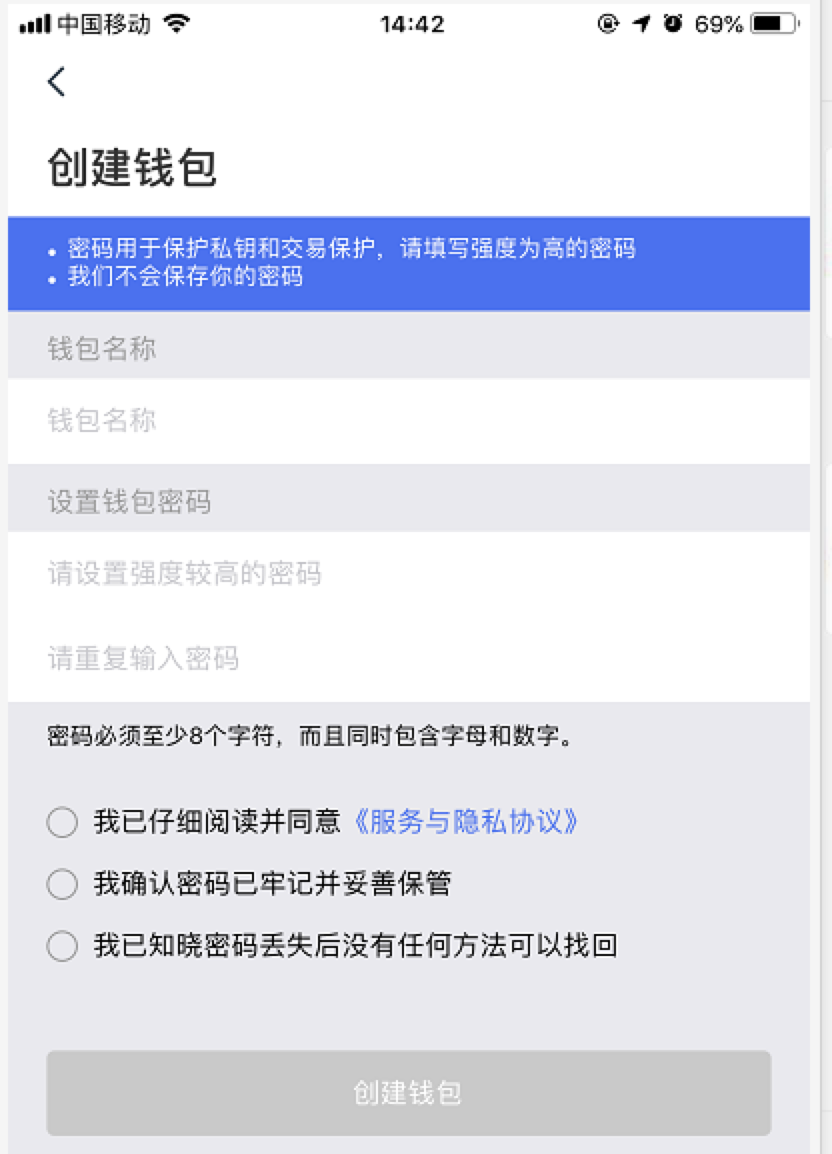 中国移动 14:42 69%
创建钱包
• 密码用于保护私钥和交易保护，请填写强度为高的密码
• 我们不会保存你的密码
钱包名称
钱包名称
设置钱包密码
请设置强度较高的密码
请重复输入密码
密码必须至少8个字符，而且同时包含字母和数字。
我已仔细阅读并同意《服务与隐私协议》
我确认密码已牢记并妥善保管
我已知晓密码丢失后没有任何方法可以找回
创建钱包